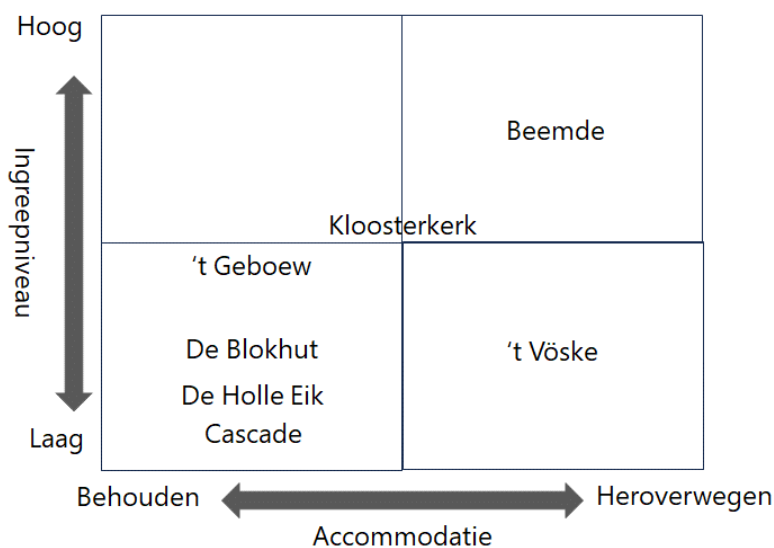 Hoog
Beemde
Ingreepniveau
Kloosterkerk
‘t Geboew
De Blokhut
‘t Vöske
De Holle Eik
Cascade
Laag
Behouden
Heroverwegen
Accommodatie